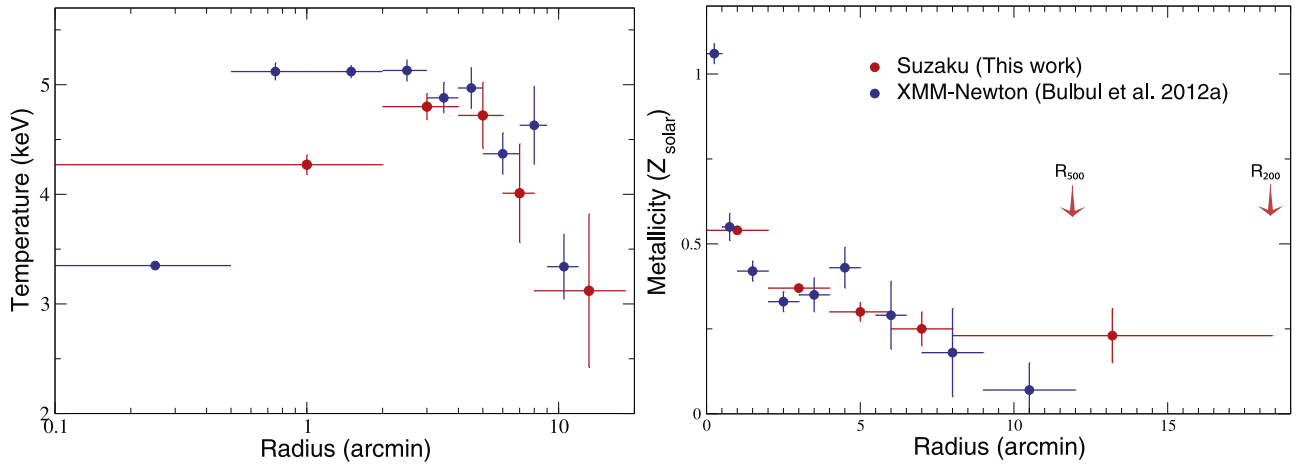 Temperature (keV)
5
4
3
2
0.1
1
10
Radius (arcmin)
Metallicity (Z_solar)
1
0.5
0
0
5
10
15
Radius (arcmin)
Suzaku (This work)
XMM-Newton (Bulbul et al. 2012a)
R₅₀₀
R₂₀₀